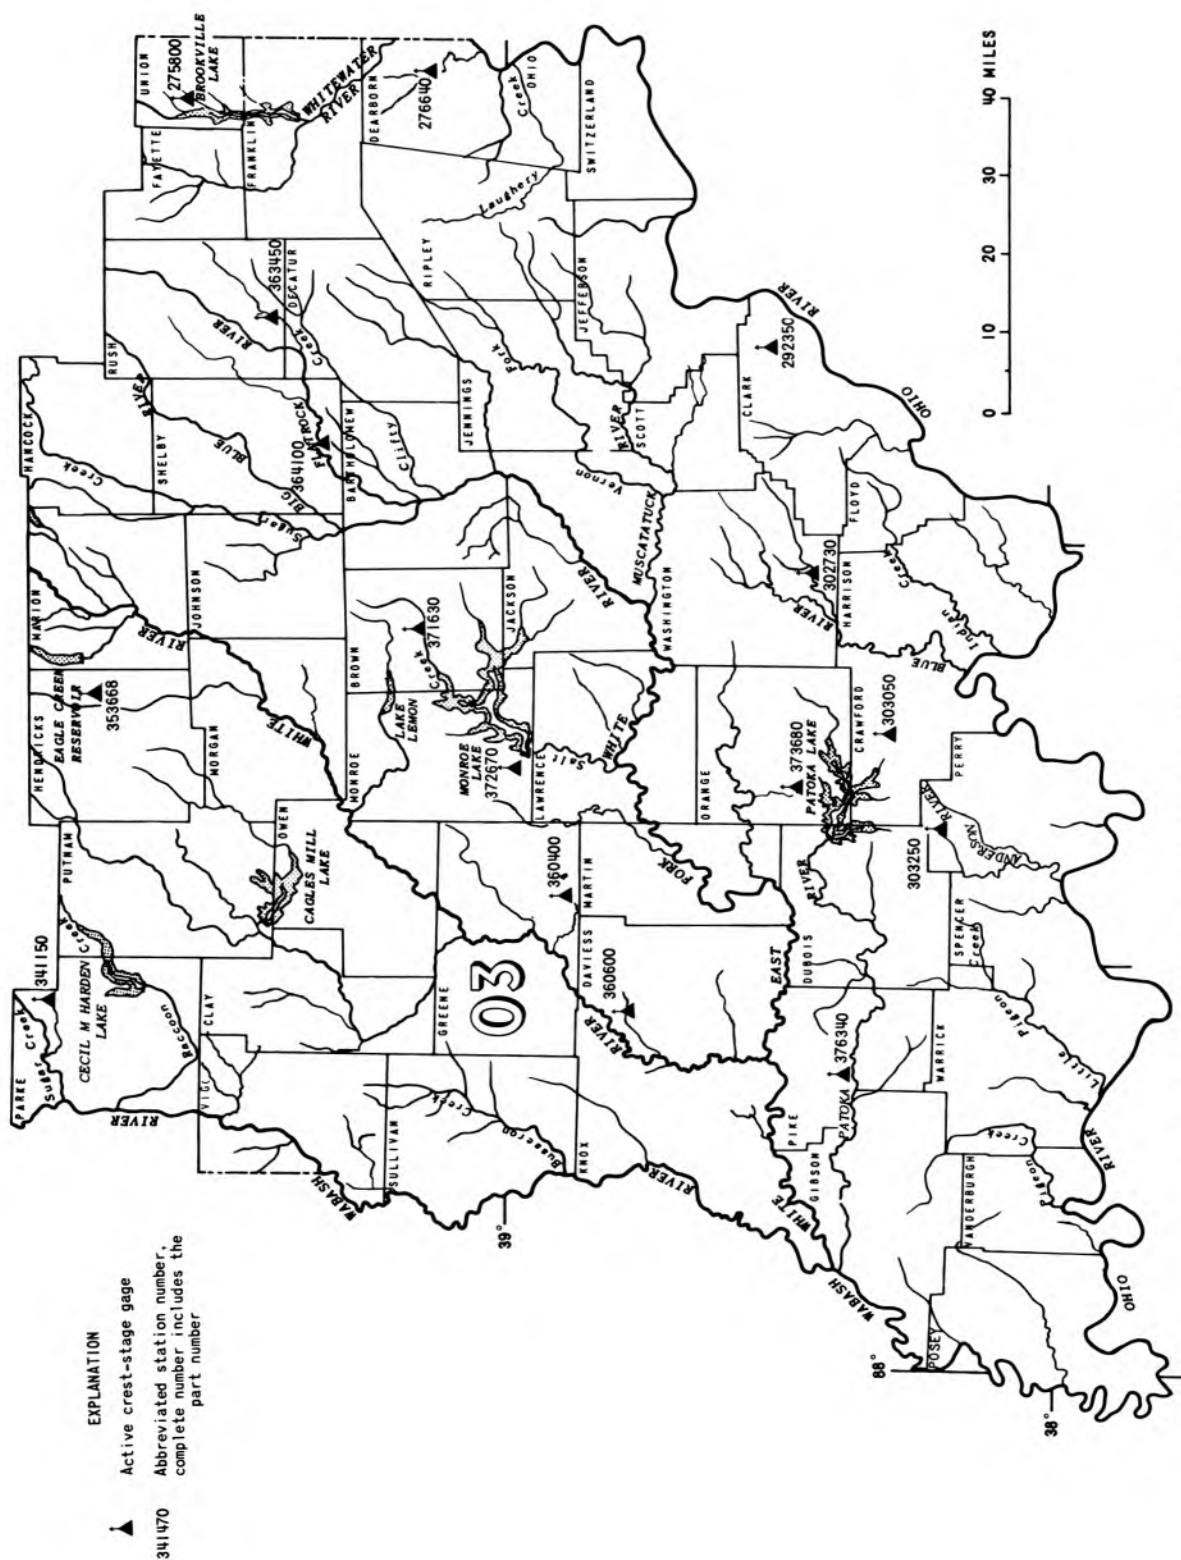 EXPLANATION
Active crest-stage gage
341470 Abbreviated station number,
complete number includes the
part number
PARKE
Sugar Creek
341150
CECIL M HARDEN
LAKE
Creek
Raccoon
RIVER
PUTNAM
HENDRICKS
EAGLE CREEK
RESERVOIR
353668
MARION
RIVER
HANCOCK
Creek
Sugar
SHELBY
RIVER
BLUE
BIG
RUSH
RIVER
FLATROCK
364100
363450
DECATUR
FAYETTE
UNION
275800
BROOKVILLE
LAKE
FRANKLIN
WHITEWATER
RIVER
DEARBORN
276640
OHIO
Creek
Laughery
SWITZERLAND
RIPLEY
JEFFERSON
JENNINGS
Fork
Vernon
BARTHOLOMEW
Clifty
Creek
JOHNSON
MORGAN
WHITE
OWEN
CAGLES MILL
LAKE
CLAY
VIGO
MONROE
LAKE
LEMON
BROWN
371630
Creek
Salt
MONROE
LAKE
372670
JACKSON
RIVER
LAWRENCE
WHITE
FORK
EAST
GREENE
03
360400
MARTIN
DAVIESS
360600
RIVER
SULLIVAN
Busseron
Creek
WABASH
KNOX
RIVER
39°
SCOTT
RIVER
MUSCATATUCK
WASHINGTON
CLARK
292350
OHIO
RIVER
FLOYD
HARRISON
302730
RIVER
BLUE
Indian
Creek
ORANGE
373680
PATOKA LAKE
CRAWFORD
303050
PERRY
303250
ANDERSON
RIVER
DUBOIS
RIVER
PATOKA
376340
PIKE
GIBSON
WHITE
WABASH
SPENCER
Creek
Pigeon
Little
WARRICK
VANDERBURGH
Pigeon
Creek
RIVER
OHIO
POSEY
88°
38°
0 10 20 30 40 MILES